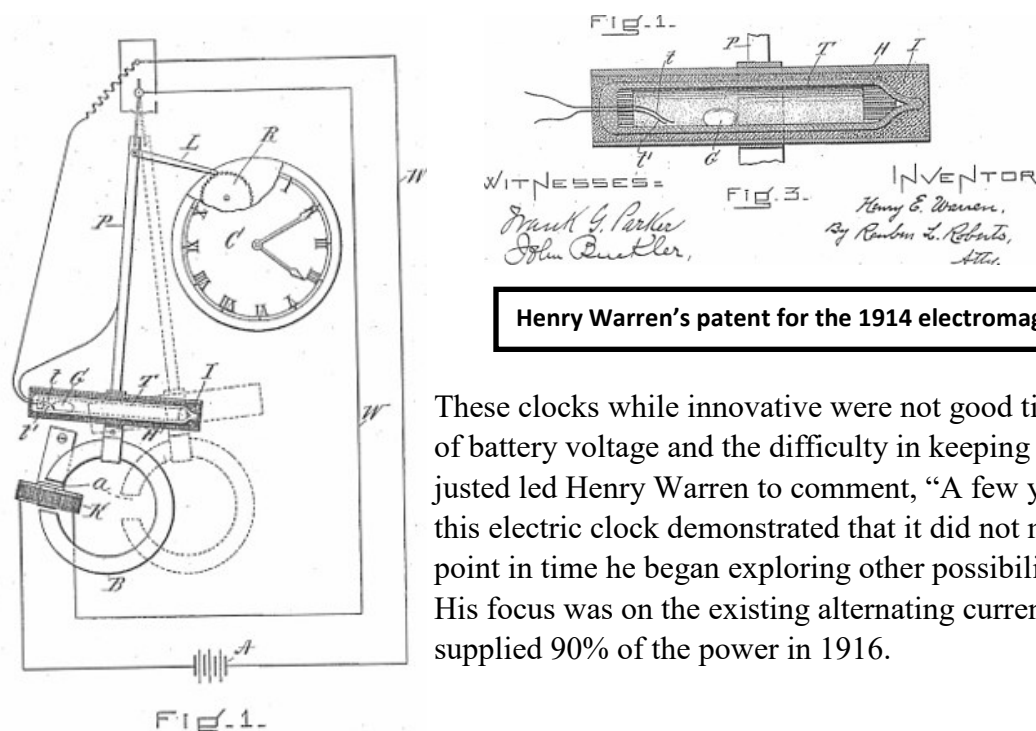 Fig. 1.
P
T
H
I
t
t'
G
WITNESSES=
Fig. 3.
INVENTOR
Frank G. Parker
John Buckler,
Henry E. Warren,
By Reuben L. Roberts,
Atty.
L
R
W
P
C
I
II
III
IX
X
t
G
T
I
t'
H
W
a
K
B
A
Fig. 1.
Henry Warren’s patent for the 1914 electromag
These clocks while innovative were not good ti
of battery voltage and the difficulty in keeping
justed led Henry Warren to comment, “A few y
this electric clock demonstrated that it did not
point in time he began exploring other possibili
His focus was on the existing alternating curren
supplied 90% of the power in 1916.